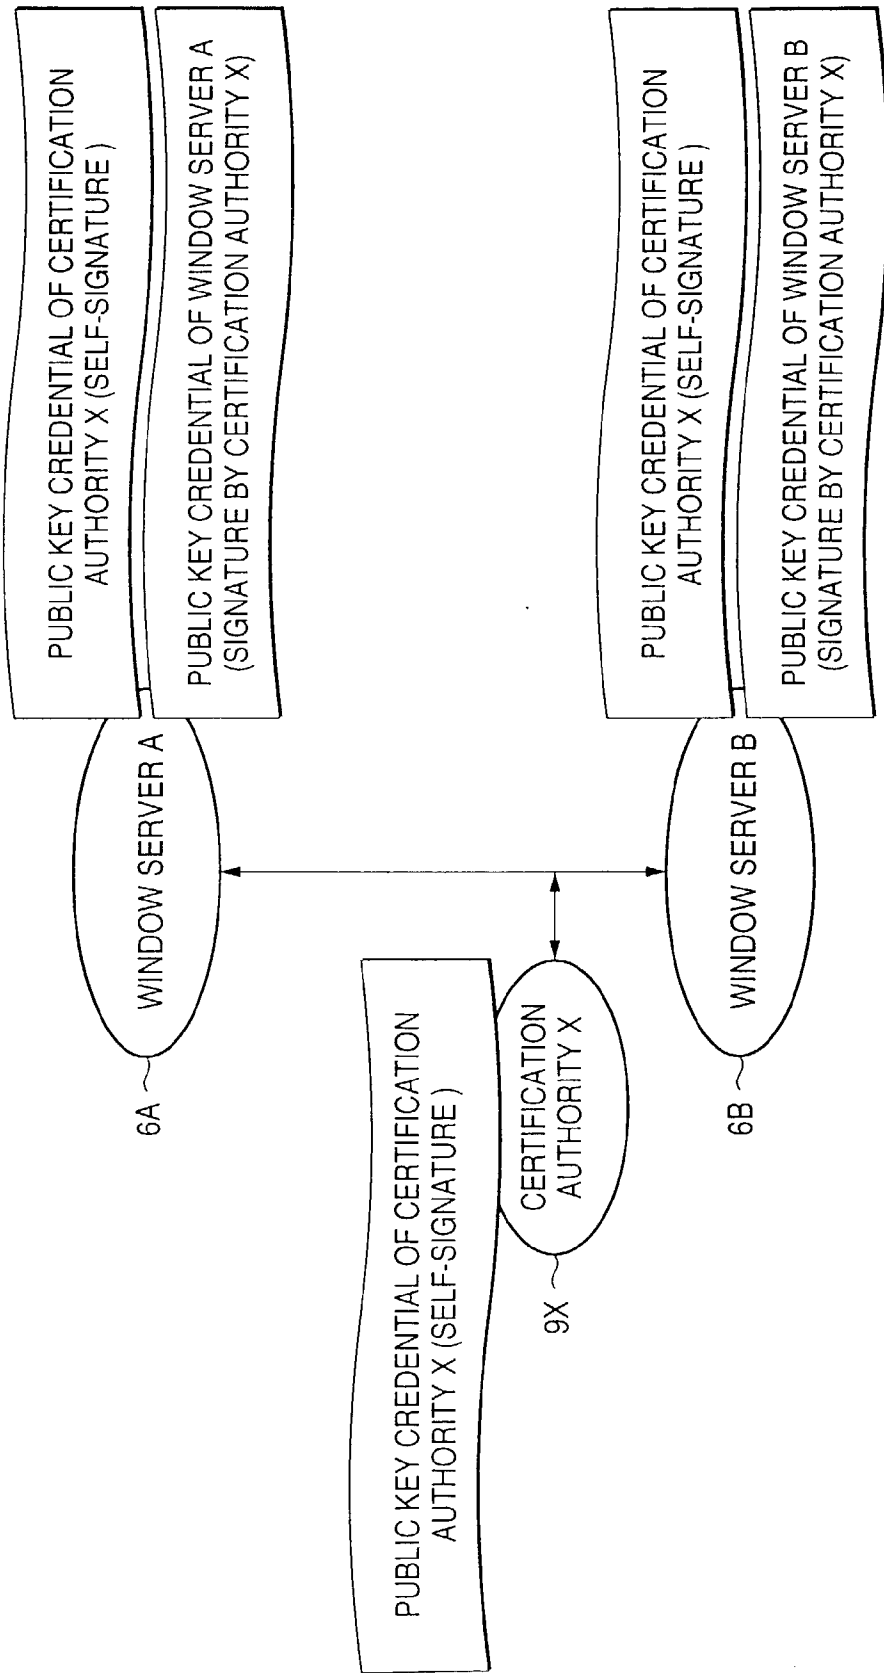 PUBLIC KEY CREDENTIAL OF CERTIFICATION
AUTHORITY X (SELF-SIGNATURE )
CERTIFICATION
AUTHORITY X
9X
WINDOW SERVER A
6A
PUBLIC KEY CREDENTIAL OF CERTIFICATION
AUTHORITY X (SELF-SIGNATURE )
PUBLIC KEY CREDENTIAL OF WINDOW SERVER A
(SIGNATURE BY CERTIFICATION AUTHORITY X)
WINDOW SERVER B
6B
PUBLIC KEY CREDENTIAL OF CERTIFICATION
AUTHORITY X (SELF-SIGNATURE )
PUBLIC KEY CREDENTIAL OF WINDOW SERVER B
(SIGNATURE BY CERTIFICATION AUTHORITY X)